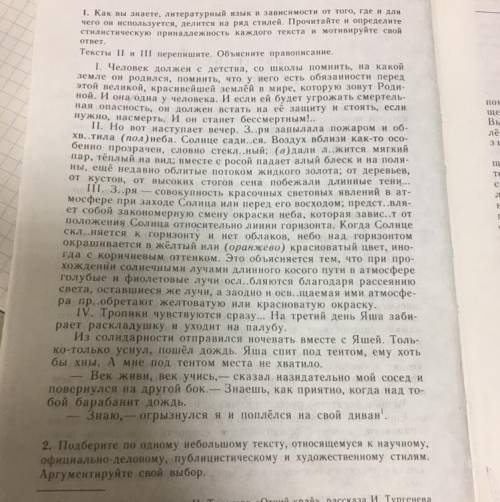 1. Как вы знаете, литературный язык в зависимости от того, где и для
чего он используется, делится на ряд стилей. Прочитайте и определите
стилистическую принадлежность каждого текста и мотивируйте свой
ответ.
Тексты II и III перепишите. Объясните правописание.
I. Человек должен с детства, со школы помнить, на какой
земле он родился, помнить, что у него есть обязанности перед
этой великой, красивейшей землёй в мире, которую зовут Роди-
ной. И она одна у человека. И если ей будет угрожать смертель-
ная опасность, он должен встать на её защиту и стоять, если
нужно, насмерть. И он станет бессмертным!..
II. Но вот наступает вечер. З..ря запылала пожаром и об-
хв..тила (пол)неба. Солнце сади..ся. Воздух вблизи как-то осо-
бенно прозрачен, словно стекл..ный; (в)дали л..жится мягкий
пар, тёплый на вид; вместе с росой падает алый блеск и на поля-
ны, ещё недавно облитые потоком жидкого золота; от деревьев,
от кустов, от высоких стогов сена побежали длинные тени...
III. З..ря — совокупность красочных световых явлений в ат-
мосфере при заходе Солнца или перед его восходом; предст..вля-
ет собой закономерную смену окраски неба, которая завис..т от
положения Солнца относительно линии горизонта. Когда Солнце
скл..няется к горизонту и нет облаков, небо над горизонтом
окрашивается в жёлтый или (оранжево) красноватый цвет, ино-
гда с коричневым оттенком. Это объясняется тем, что при про-
хождении солнечными лучами длинного косого пути в атмосфере
голубые и фиолетовые лучи осл..бляются благодаря рассеянию
света, оставшиеся же лучи, а заодно и осв..щаемая ими атмосфе-
ра пр..обретают желтоватую или красноватую окраску.
IV. Тропики чувствуются сразу... На третий день Яша заби-
рает раскладушку и уходит на палубу.
Из солидарности отправился ночевать вместе с Яшей. Толь-
ко-только уснул, пошёл дождь. Яша спит под тентом, ему хоть
бы хны. А мне под тентом места не хватило.
— Век живи, век учись,— сказал назидательно мой сосед и
повернулся на другой бок.— Знаешь, как приятно, когда над то-
бой барабанит дождь.
— Знаю,— огрызнулся я и поплёлся на свой диван¹.
2. Подберите по одному небольшому тексту, относящемуся к научному,
официально-деловому, публицистическому и художественному стилям.
Аргументируйте свой выбор.
рассказа И. Тургенева